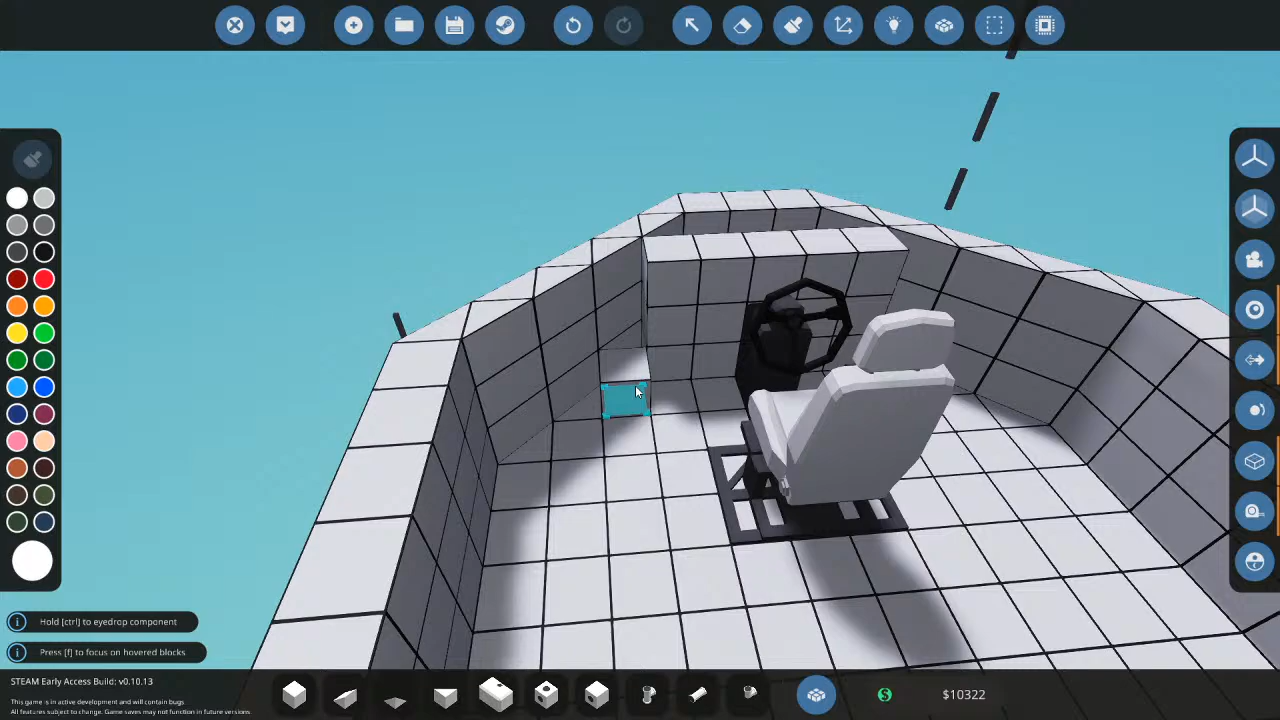 Hold [ctrl] to eyedrop component
Press [f] to focus on hovered blocks
STEAM Early Access Build: v0.10.13
This game is in active development and will contain bugs
All features subject to change. Game saves may not function in future versions
$10322